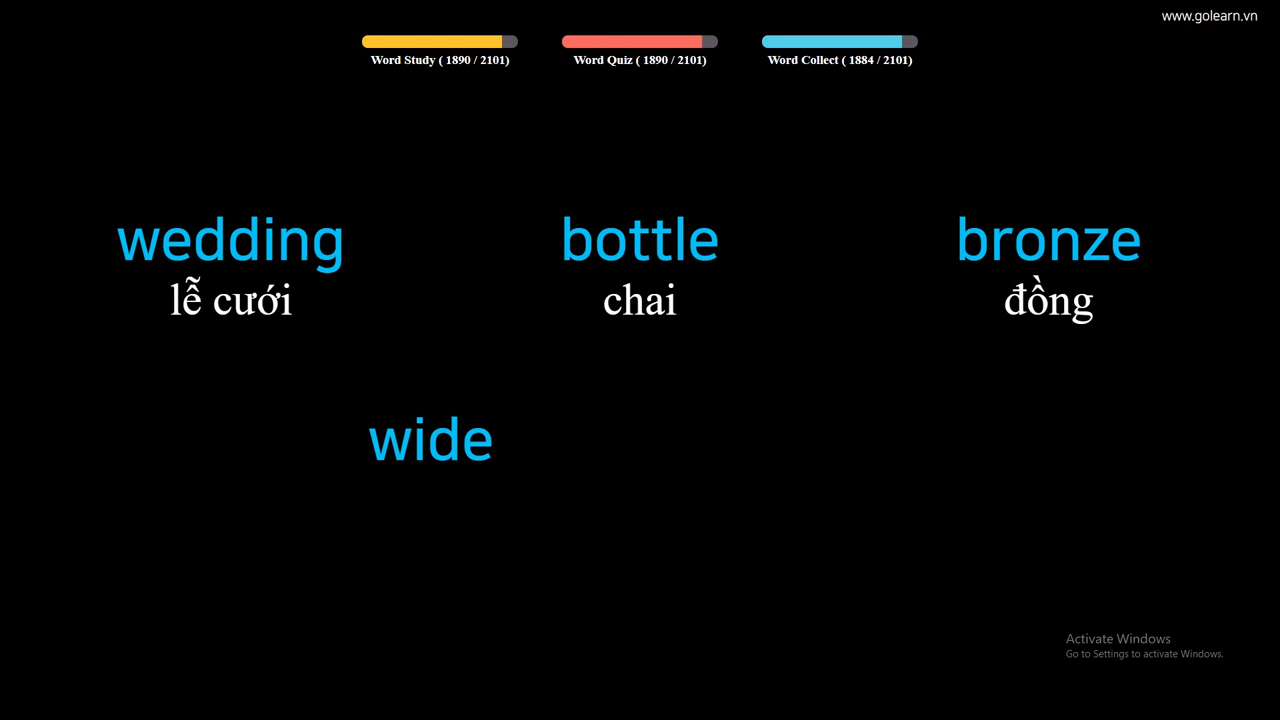 www.golearn.vn
Word Study ( 1890 / 2101) Word Quiz ( 1890 / 2101) Word Collect ( 1884 / 2101)
wedding bottle bronze
lễ cưới chai đồng
wide
Activate Windows
Go to Settings to activate Windows.